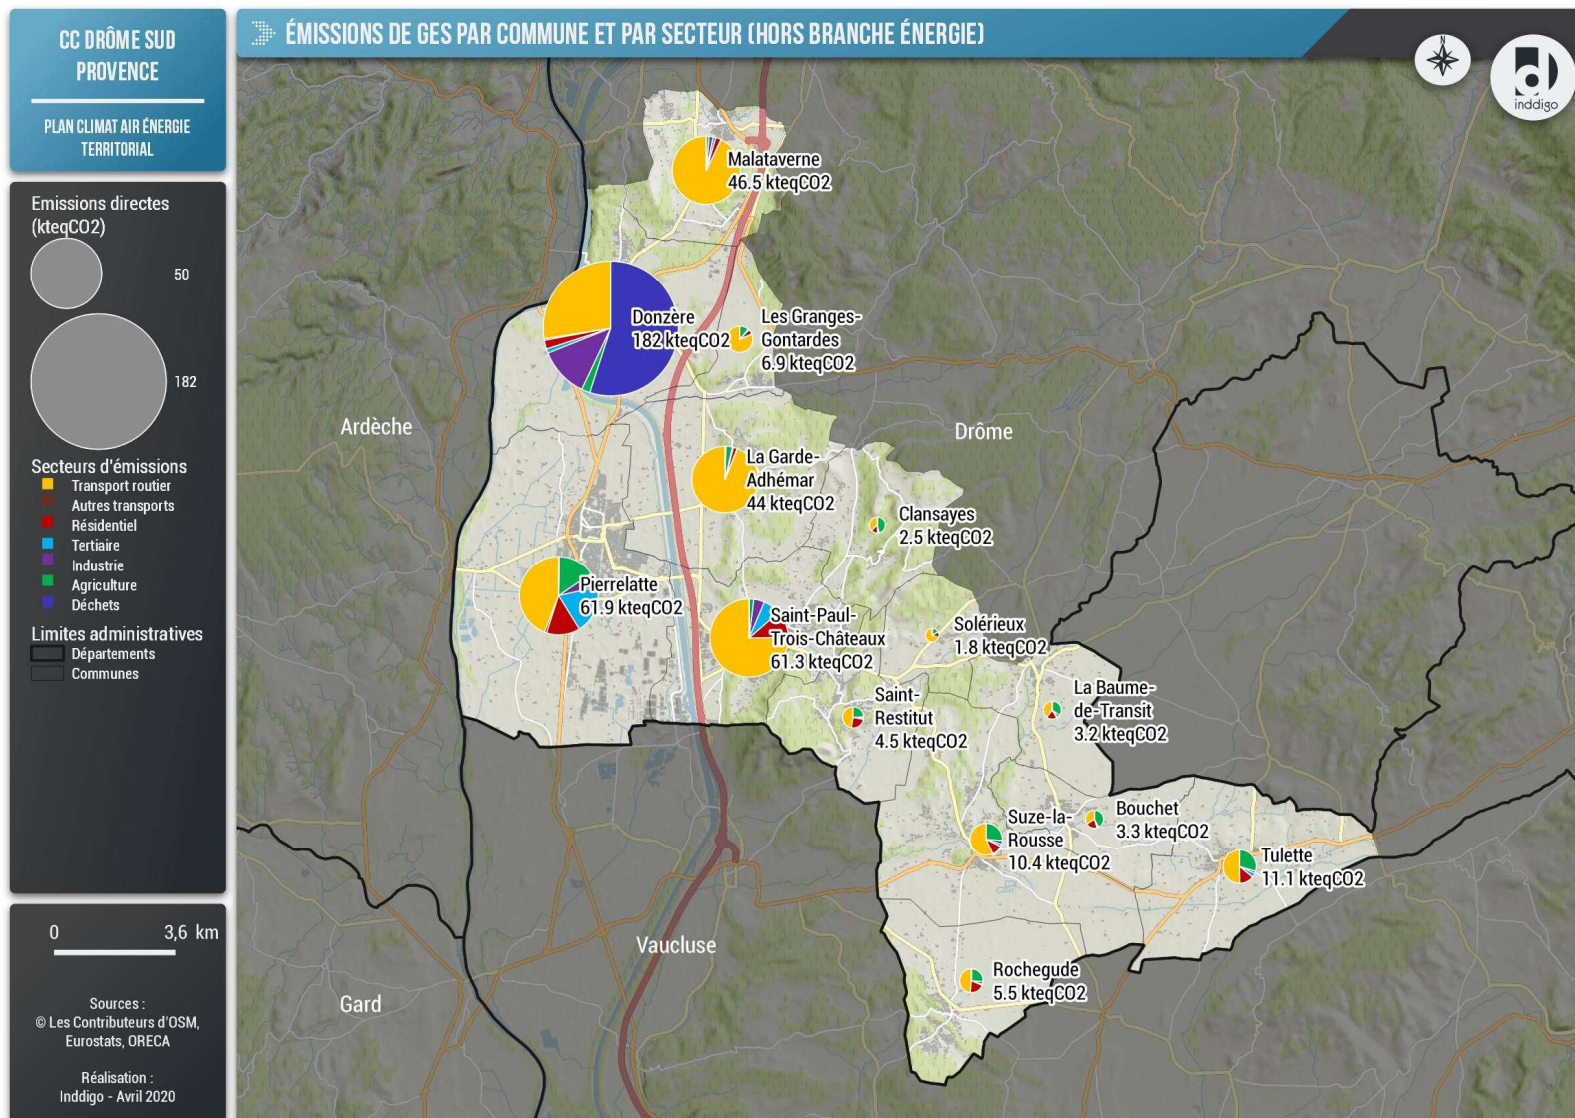 CC DRÔME SUD
PROVENCE
PLAN CLIMAT AIR ÉNERGIE
TERRITORIAL
ÉMISSIONS DE GES PAR COMMUNE ET PAR SECTEUR (HORS BRANCHE ÉNERGIE)
N
inddigo
Emissions directes
(kteqCO2)
50
182
Secteurs d'émissions
Transport routier
Autres transports
Résidentiel
Tertiaire
Industrie
Agriculture
Déchets
Limites administratives
Départements
Communes
0 3,6 km
Sources :
© Les Contributeurs d'OSM,
Eurostats, ORECA
Réalisation :
Inddigo - Avril 2020
Malataverne
46.5 kteqCO2
Donzère
182 kteqCO2
Les Granges-
Gontardes
6.9 kteqCO2
Ardèche
Drôme
La Garde-
Adhémar
44 kteqCO2
Clansayes
2.5 kteqCO2
Pierrelatte
61.9 kteqCO2
Saint-Paul-
Trois-Châteaux
61.3 kteqCO2
Solérieux
1.8 kteqCO2
Saint-
Restitut
4.5 kteqCO2
La Baume-
de-Transit
3.2 kteqCO2
Suze-la-
Rousse
10.4 kteqCO2
Bouchet
3.3 kteqCO2
Tulette
11.1 kteqCO2
Vaucluse
Rochegude
5.5 kteqCO2
Gard